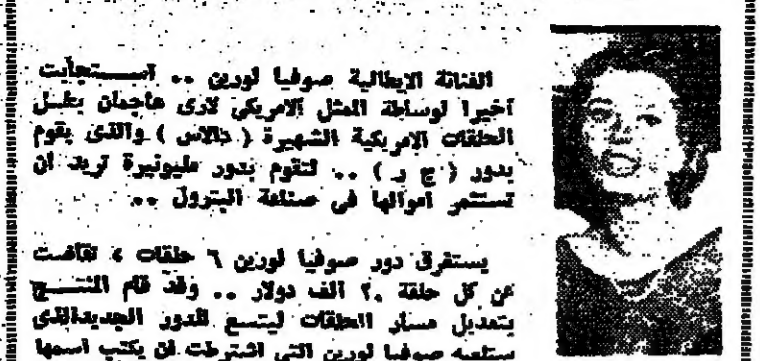 الفنانة الايطالية صوفيا لورين .. استجابت
أخيرا لوساطة الممثل الامريكى لارى هاجمان بطل
الحلقات الامريكية الشهيرة ( دالاس ) والذى يقوم
بدور ( ج ر ) .. لتقوم بدور مليونيرة تريد ان
تستثمر أموالها فى صناعة البترول ..
يستغرق دور صوفيا لورين ٦ حلقات ، تقاضت
عن كل حلقة ٢٠ الف دولار .. وقد قام المنتج
بتعديل مسار الحلقات ليتسع للدور الجديد الذى
ستلعبه صوفيا لورين التى اشترطت ان يكتب اسمها